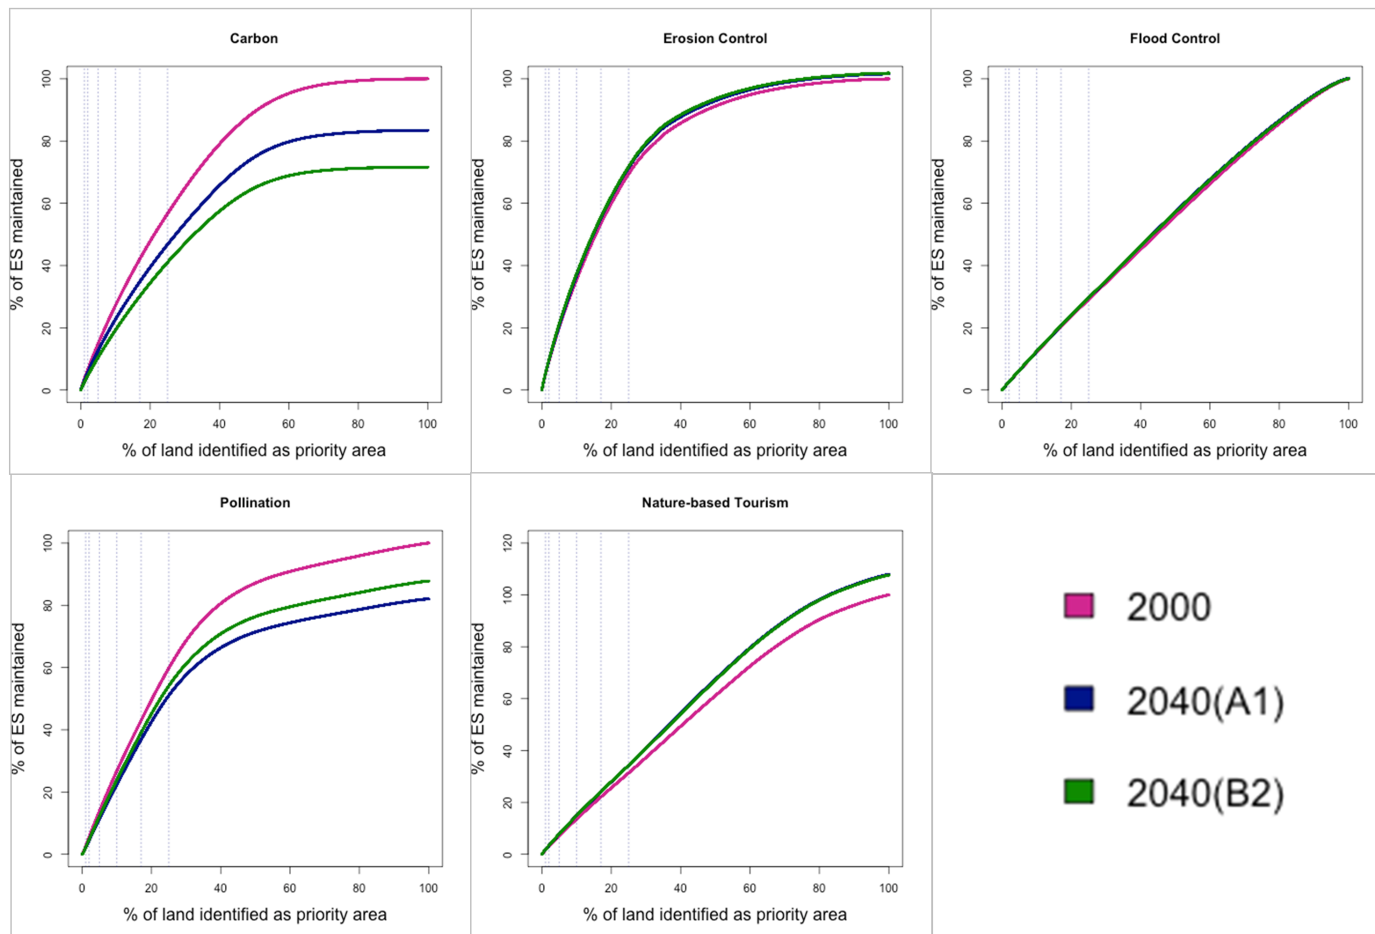 Carbon
% of ES maintained
100
80
60
40
20
0
0 20 40 60 80 100
% of land identified as priority area
Erosion Control
% of ES maintained
100
80
60
40
20
0
0 20 40 60 80 100
% of land identified as priority area
Flood Control
% of ES maintained
100
80
60
40
20
0
0 20 40 60 80 100
% of land identified as priority area
Pollination
% of ES maintained
100
80
60
40
20
0
0 20 40 60 80 100
% of land identified as priority area
Nature-based Tourism
% of ES maintained
120
100
80
60
40
20
0
0 20 40 60 80 100
% of land identified as priority area
2000
2040(A1)
2040(B2)